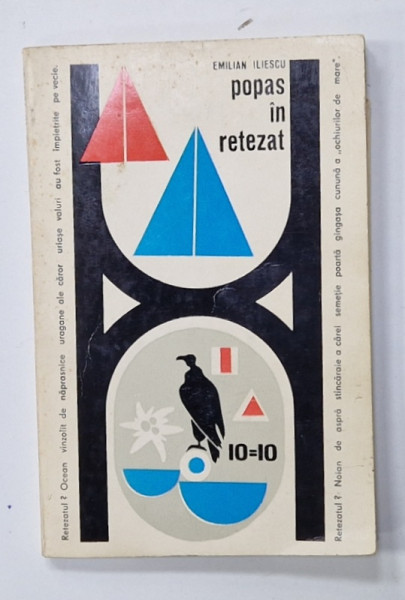 EMILIAN ILIESCU
popas
în
retezat
Retezatul? Ocean vînzolit de năprasnice uragane ale căror uriașe valuri au fost împietrite pe vecie.
Retezatul? Noian de aspră stîncăraie a cărei semeție poartă gingașa cunună a „ochiurilor de mare".
10=10